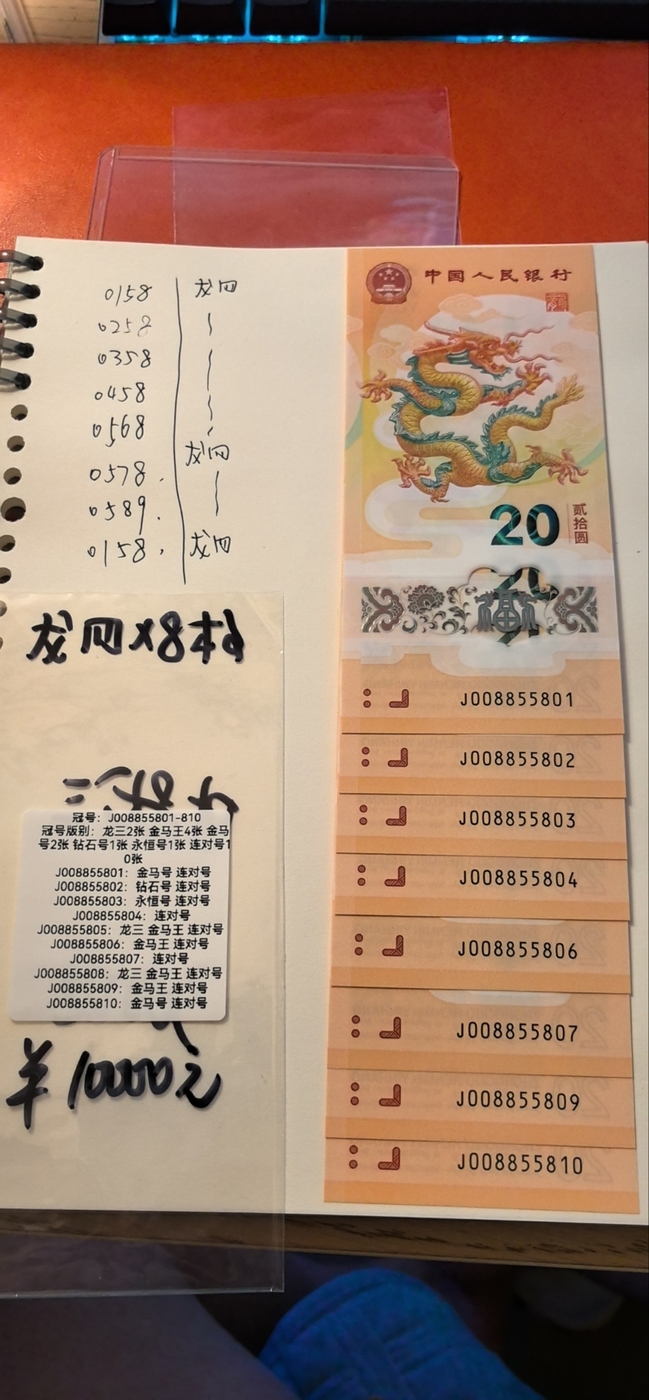 0158 龙四
0258
0358
0458
0568
龙四
0578.
0589.
0158. 龙四
龙四X8林
冠号: J008855801-810
冠号版别: 龙三2张 金马王4张 金马
号2张 钻石号1张 永恒号1张 连对号1
0张
J008855801: 金马号 连对号
J008855802: 钻石号 连对号
J008855803: 永恒号 连对号
J008855804: 连对号
J008855805: 龙三 金马王 连对号
J008855806: 金马王 连对号
J008855807: 连对号
J008855808: 龙三 金马王 连对号
J008855809: 金马王 连对号
J008855810: 金马号 连对号
¥10000元
中国人民银行
20
贰拾圆
20
福
J008855801
J008855802
J008855803
J008855804
J008855806
J008855807
J008855809
J008855810